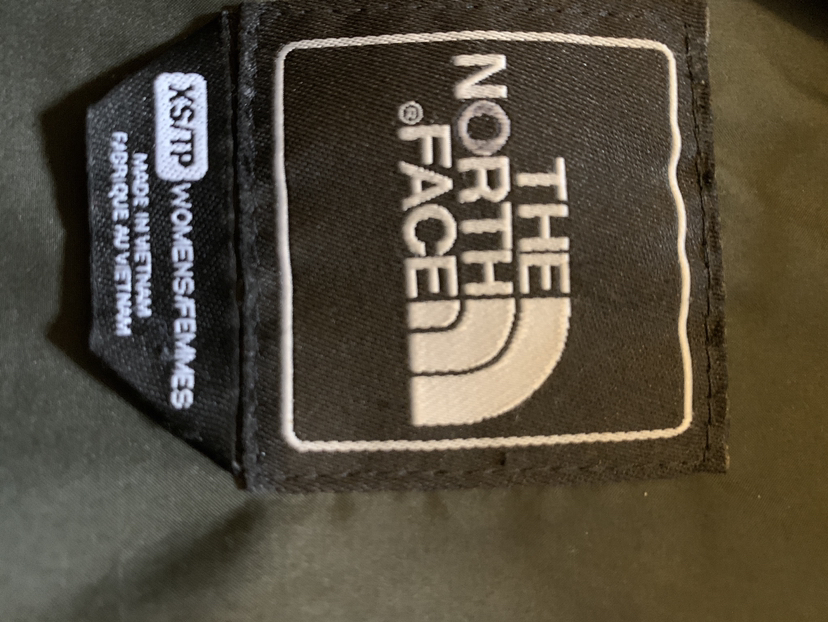 THE
NORTH
FACE®
XS/TP WOMENS/FEMMES
MADE IN VIETNAM
FABRIQUE AU VIETNAM